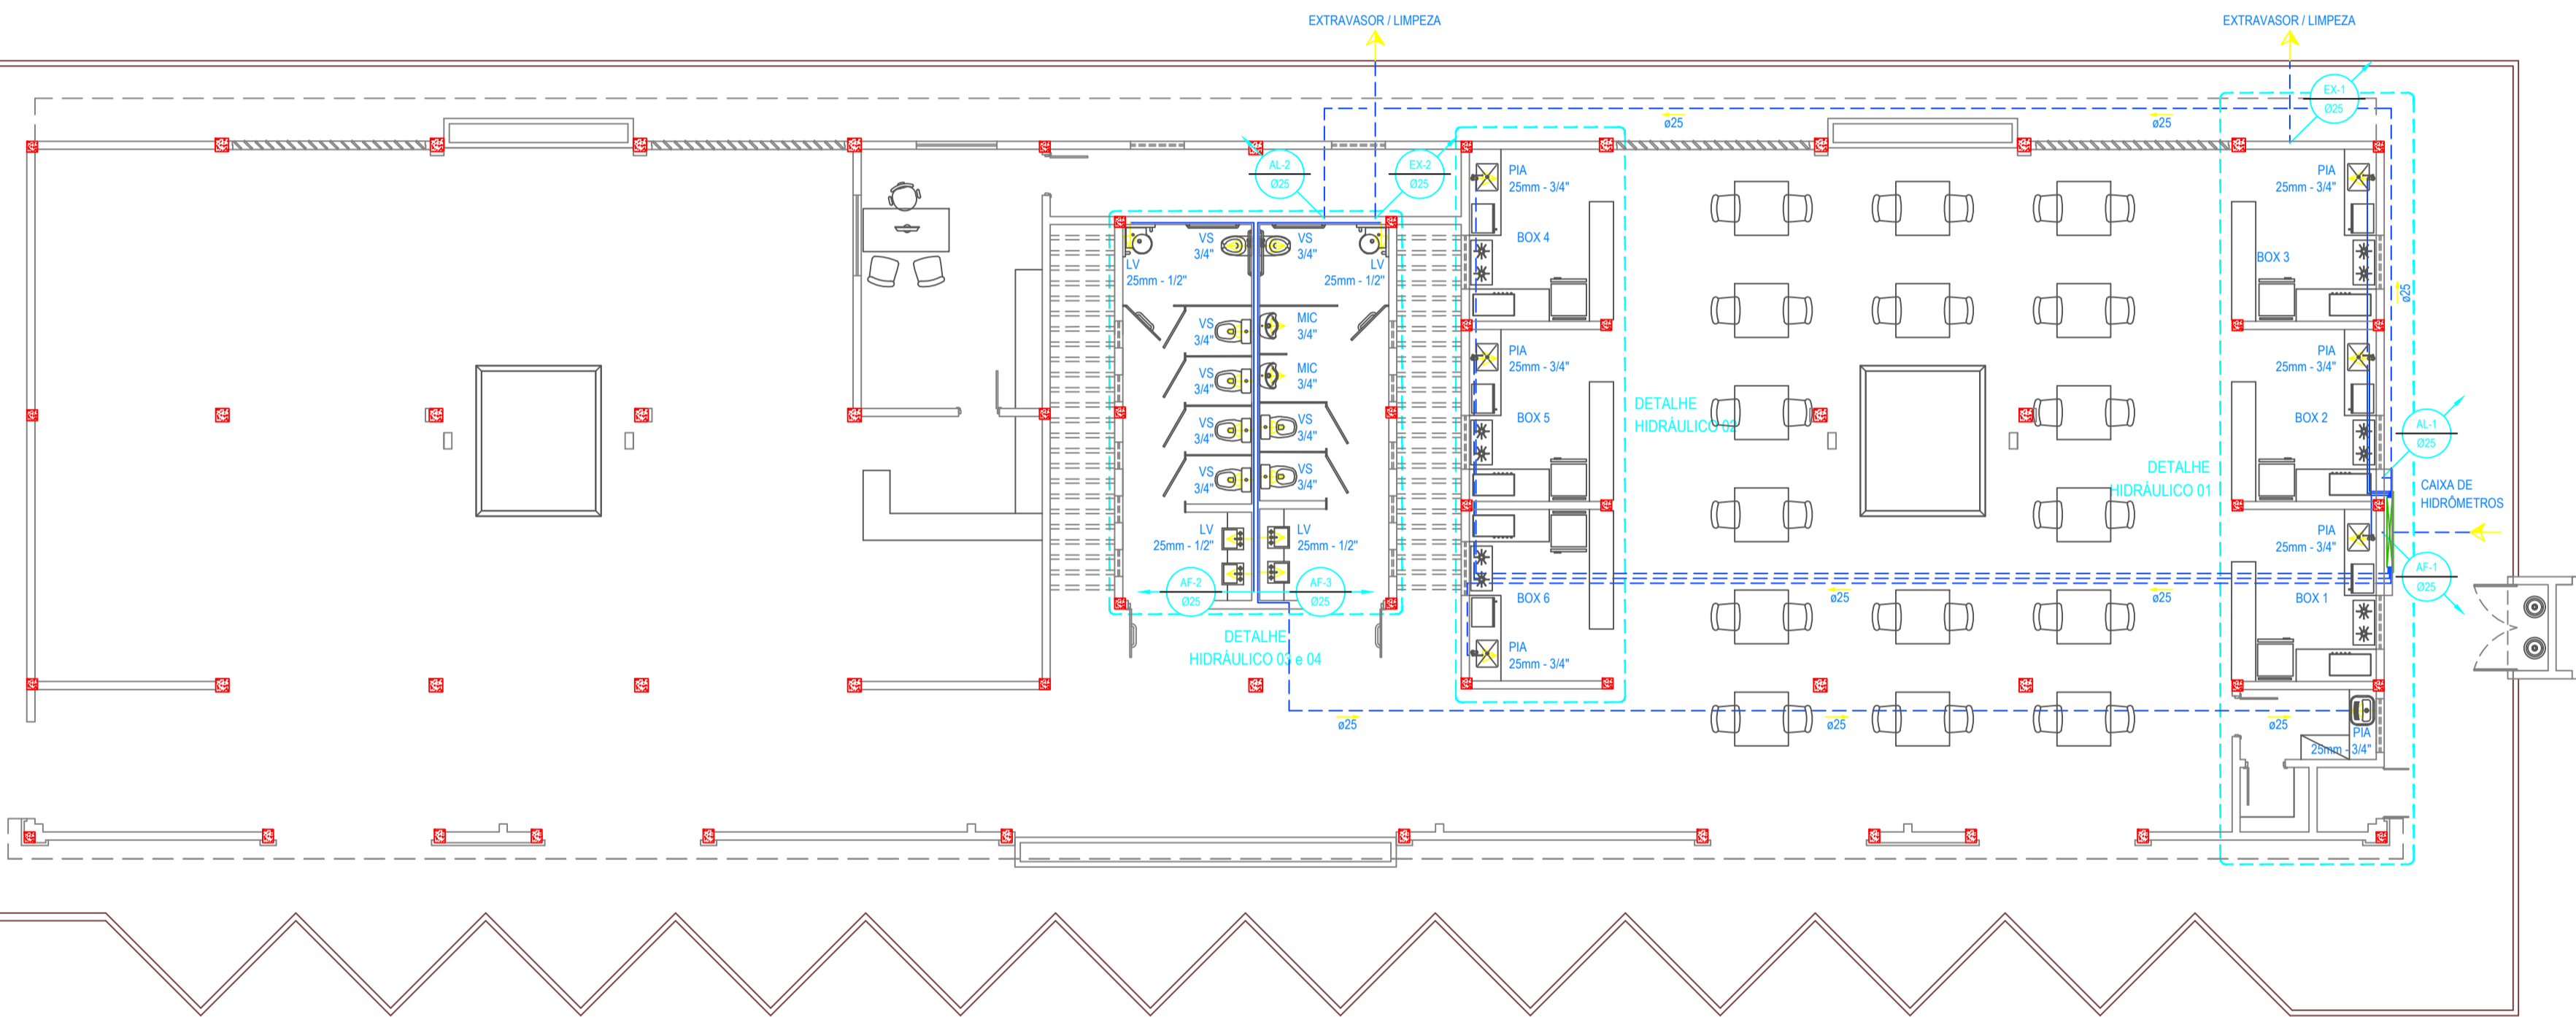 EXTRAVASOR / LIMPEZA
EXTRAVASOR / LIMPEZA
EX-1
Ø25
ø25
ø25
AL-2
Ø25
EX-2
Ø25
PIA
25mm - 3/4"
PIA
25mm - 3/4"
VS
3/4"
VS
3/4"
LV
25mm - 1/2"
LV
25mm - 1/2"
BOX 4
BOX 3
ø25
VS
3/4"
MIC
3/4"
VS
3/4"
MIC
3/4"
PIA
25mm - 3/4"
PIA
25mm - 3/4"
VS
3/4"
VS
3/4"
BOX 5
DETALHE
HIDRÁULICO 02
BOX 2
AL-1
Ø25
VS
3/4"
VS
3/4"
DETALHE
HIDRÁULICO 01
CAIXA DE
HIDRÔMETROS
LV
25mm - 1/2"
LV
25mm - 1/2"
PIA
25mm - 3/4"
AF-2
Ø25
AF-3
Ø25
AF-1
Ø25
BOX 6
ø25
ø25
BOX 1
DETALHE
HIDRÁULICO 03 e 04
PIA
25mm - 3/4"
ø25
ø25
ø25
PIA
25mm - 3/4"